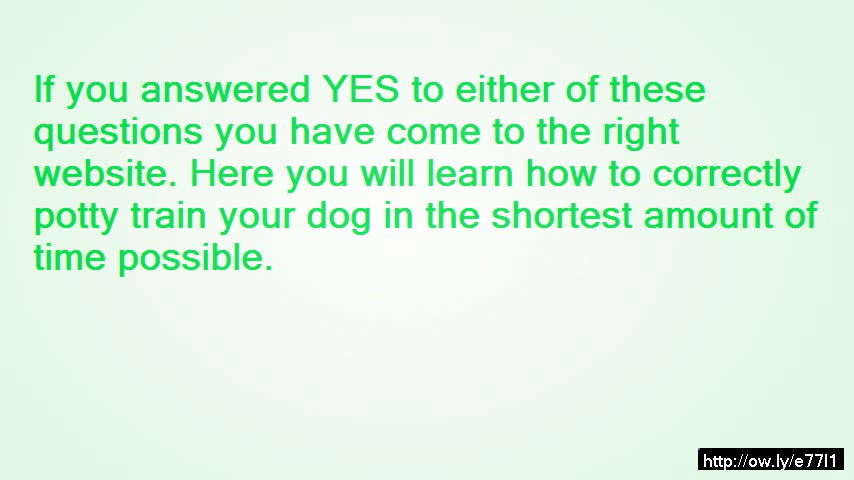 If you answered YES to either of these
questions you have come to the right
website. Here you will learn how to correctly
potty train your dog in the shortest amount of
time possible.
http://ow.ly/e77I1